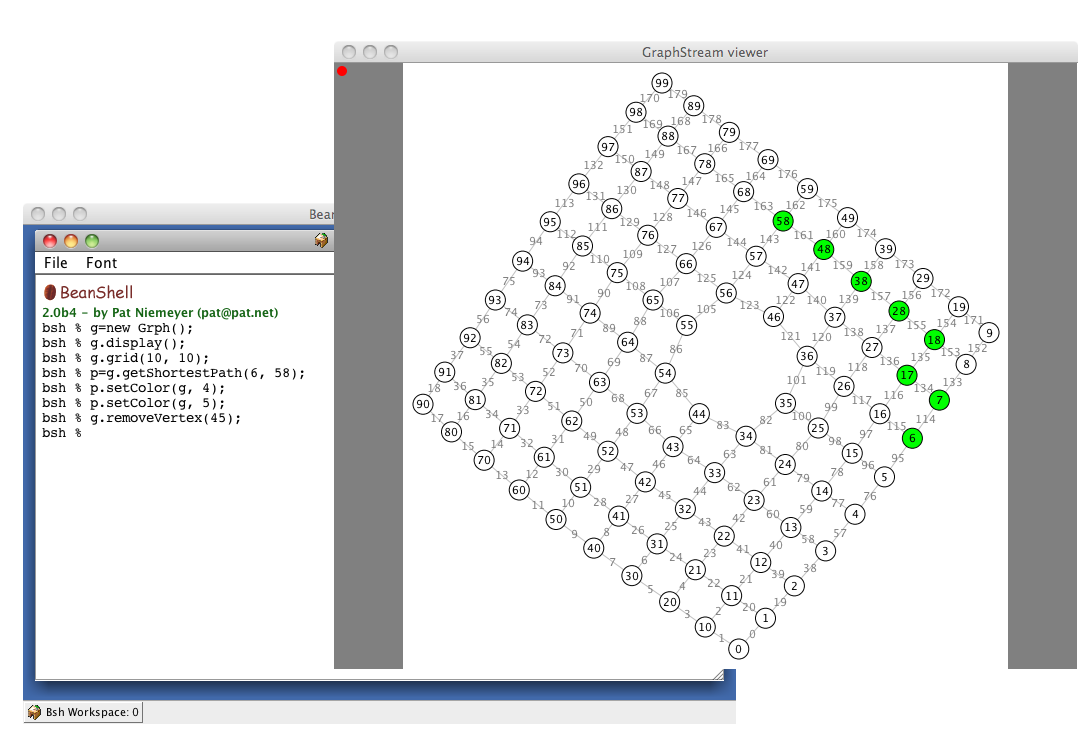 GraphStream viewer
Bear
File Font
BeanShell
2.0b4 – by Pat Niemeyer (pat@pat.net)
bsh % g=new Grph();
bsh % g.display();
bsh % g.grid(10, 10);
bsh % p=g.getShortestPath(6, 58);
bsh % p.setColor(g, 4);
bsh % p.setColor(g, 5);
bsh % g.removeVertex(45);
bsh %
Bsh Workspace: 0
99
170 179
98 89
151 169 168 178
88 79
97 149 167 166 177
132 150 78 69
87 147 165 164 176
96 131 130 148 68 59
113 86 77 145 163 162 175
95 129 128 146 58 49
94 112 111 76 67 143 161 160 174
85 109 127 126 144 48 39
94 92 110 66 57 141 159 158 173
93 75 125 124 142 38 29
84 108 47 157 156 172
93 91 90 65 56 139 28 19
75 74 106 123 122 140 155 154 171
56 83 55 46 37 137 9
92 72 71 89 88 138 18
55 54 64 121 120 27 135 153 152
37 73 86 36 136 8
91 82 53 70 69 119 118 17 133
18 35 52 63 54 101 26 116 134
90 36 81 72 50 68 44 35 99 117 7
17 16 34 33 51 62 53 83 82 100 16 115 114
80 71 48 66 65 34 25 97 6
15 14 32 31 49 43 81 80 98
70 61 52 46 64 63 24 15 95
13 12 30 29 47 33 79 78 96 5
60 51 42 62 61 14 76
11 10 28 27 45 44 23 59 77 4
50 41 32 60 13 57
9 8 26 25 43 42 58 3
40 31 22 40
7 6 24 23 41 12 38
30 21 39 2
5 4 22 21 19
20 11 20 1
3 2
10 0
1
0